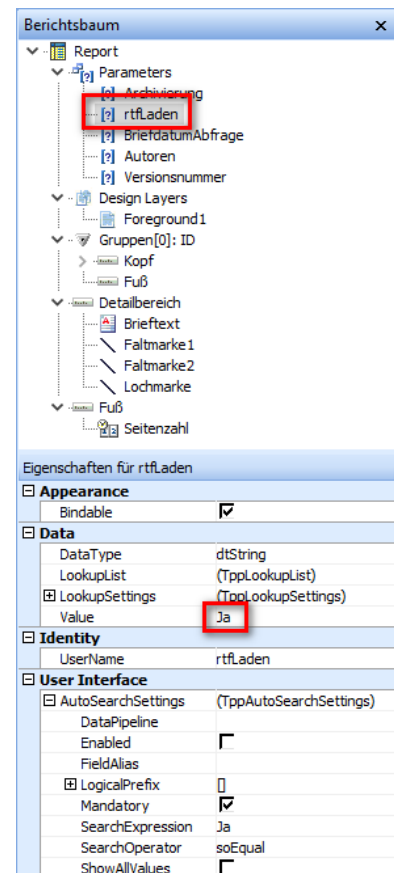 Berichtsbaum x
Report
Parameters
Archivierung
rtfLaden
BriefdatumAbfrage
Autoren
Versionsnummer
Design Layers
Foreground1
Gruppen[0]: ID
Kopf
Fuß
Detailbereich
Brieftext
Faltmarke1
Faltmarke2
Lochmarke
Fuß
Seitenzahl
Eigenschaften für rtfLaden
Appearance
Bindable
Data
DataType dtString
LookupList (TppLookupList)
LookupSettings (TppLookupSettings)
Value Ja
Identity
UserName rtfLaden
User Interface
AutoSearchSettings (TppAutoSearchSettings)
DataPipeline
Enabled
FieldAlias
LogicalPrefix []
Mandatory
SearchExpression Ja
SearchOperator soEqual
ShowAllValues